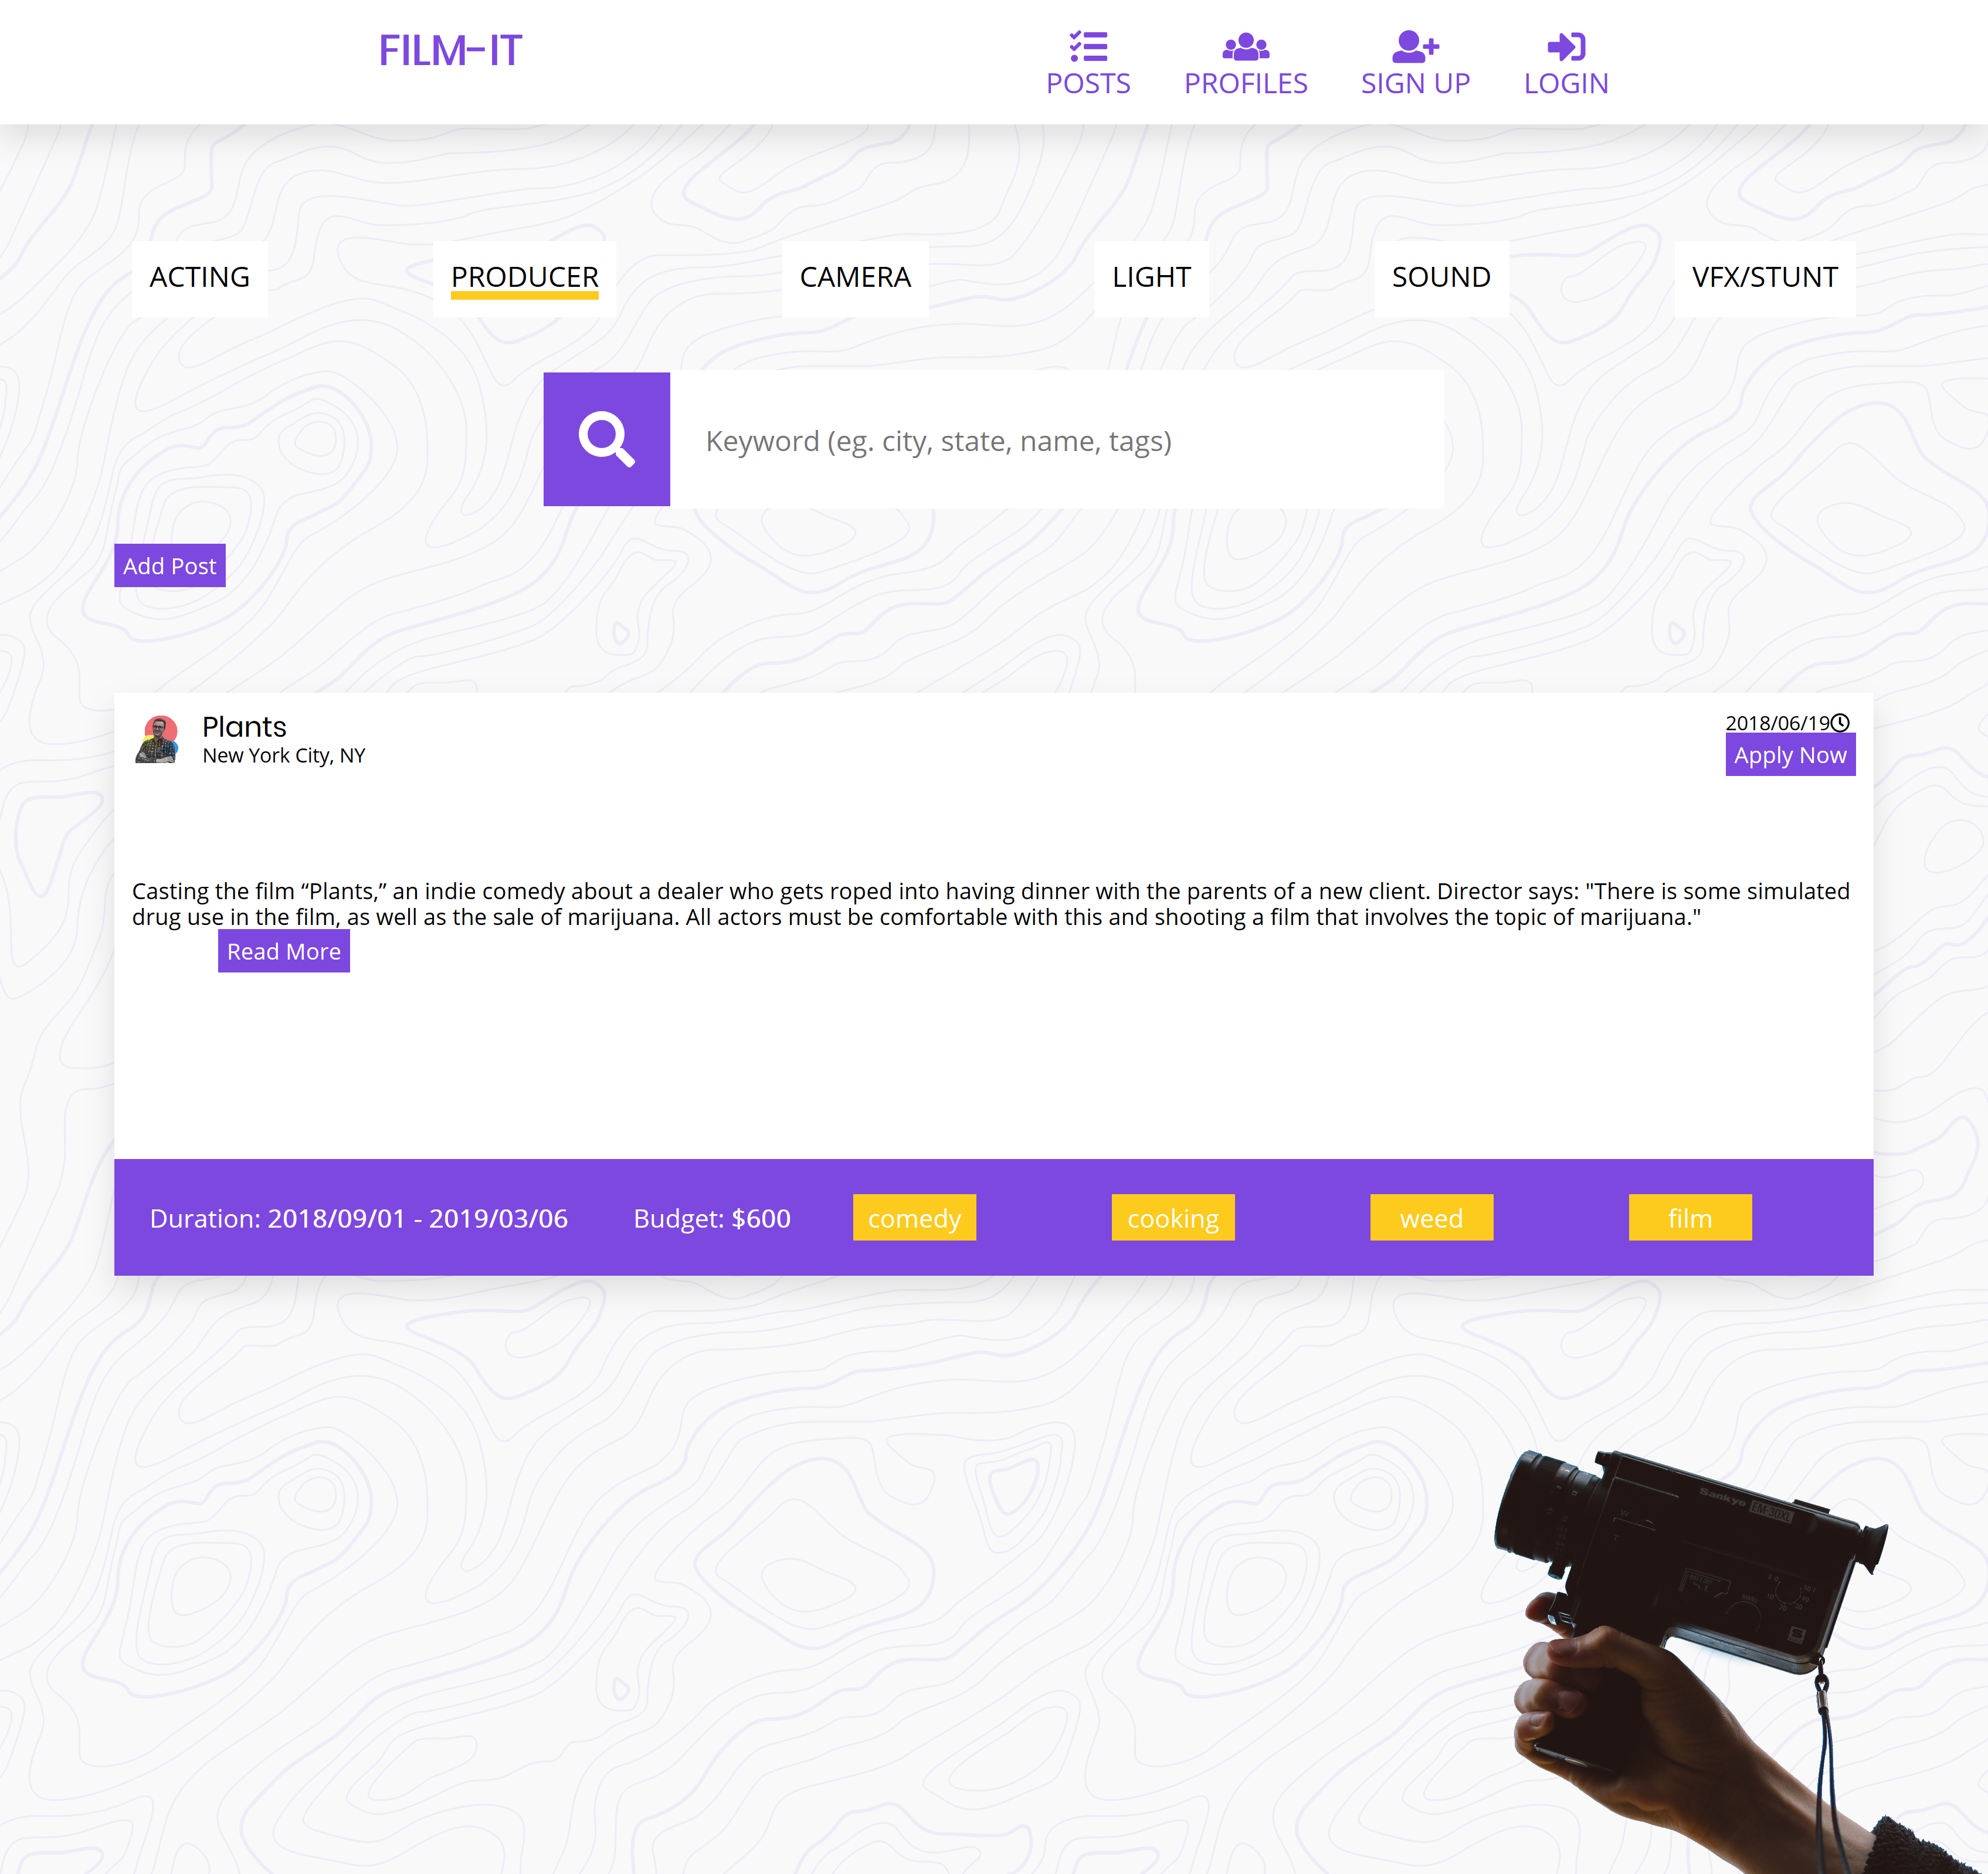 FILM-IT
POSTS
PROFILES
SIGN UP
LOGIN
ACTING
PRODUCER
CAMERA
LIGHT
SOUND
VFX/STUNT
Keyword (eg. city, state, name, tags)
Add Post
Plants
New York City, NY
2018/06/19
Apply Now
Casting the film “Plants,” an indie comedy about a dealer who gets roped into having dinner with the parents of a new client. Director says: "There is some simulated
drug use in the film, as well as the sale of marijuana. All actors must be comfortable with this and shooting a film that involves the topic of marijuana."
Read More
Duration: 2018/09/01 - 2019/03/06
Budget: $600
comedy
cooking
weed
film
Sankyo EM-30XL